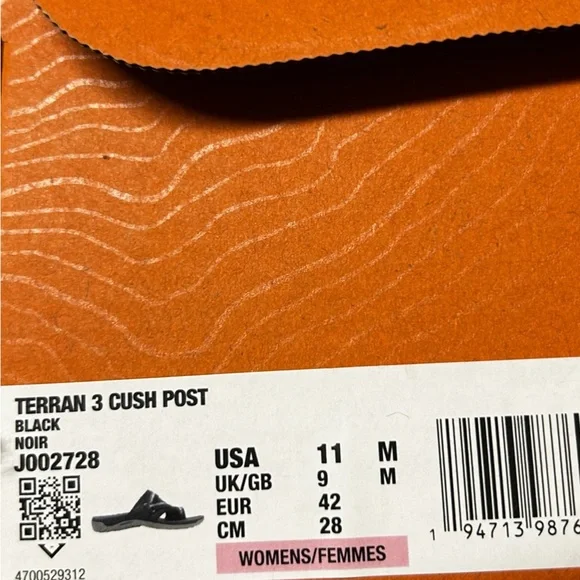 TERRAN 3 CUSH POST
BLACK
NOIR
J002728
USA 11 M
UK/GB 9 M
EUR 42
CM 28
WOMENS/FEMMES
4700529312
1 94713 9876